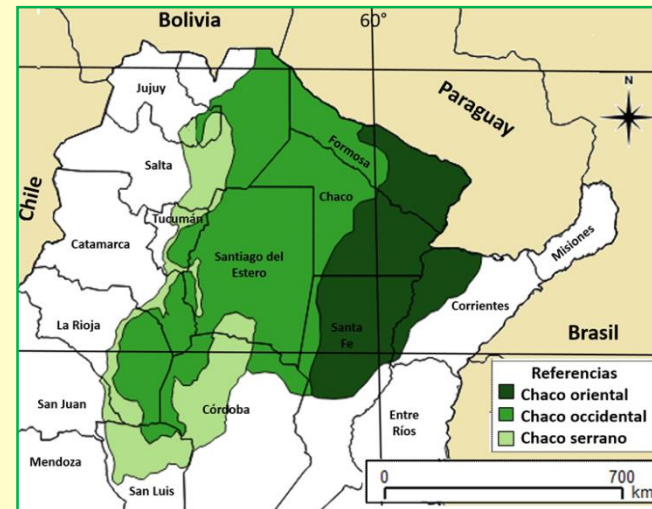 Bolivia
60°
Jujuy
Paraguay
N
Salta
Formosa
Chaco
Chile
Tucumán
Misiones
Catamarca
Santiago del
Estero
Corrientes
La Rioja
Santa
Fe
Brasil
Referencias
Chaco oriental
Chaco occidental
Chaco serrano
San Juan
Córdoba
Entre
Ríos
Mendoza
San Luis
0
700
km